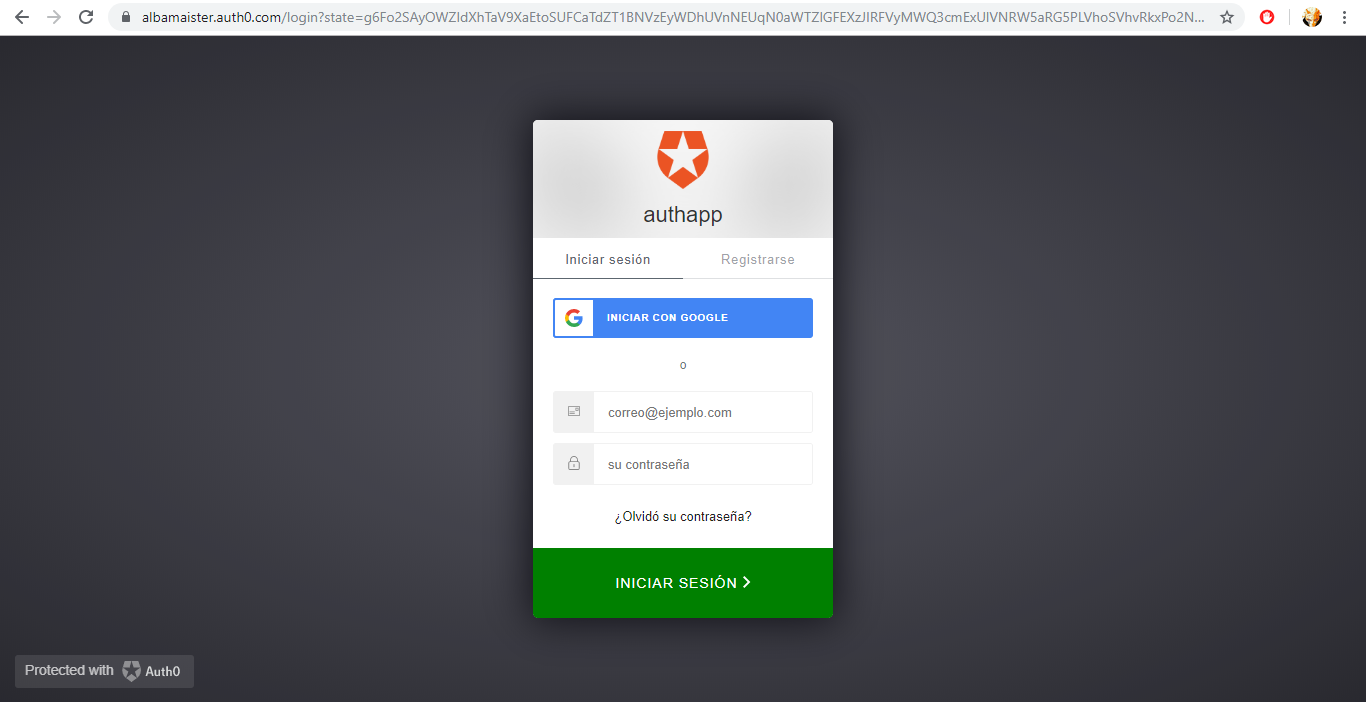 albamaister.auth0.com/login?state=g6Fo2SAyOWZldXhTaV9XaEtoSUFCaTdZT1BNVzEyWDhUVnNEUqN0aWTZIGFEXzJIRFVyMWQ3cmExUlVNRW5aRG5PLVhoSVhvRkxPo2N...
authapp
Iniciar sesión
Registrarse
INICIAR CON GOOGLE
o
correo@ejemplo.com
su contraseña
¿Olvidó su contraseña?
INICIAR SESIÓN
Protected with Auth0